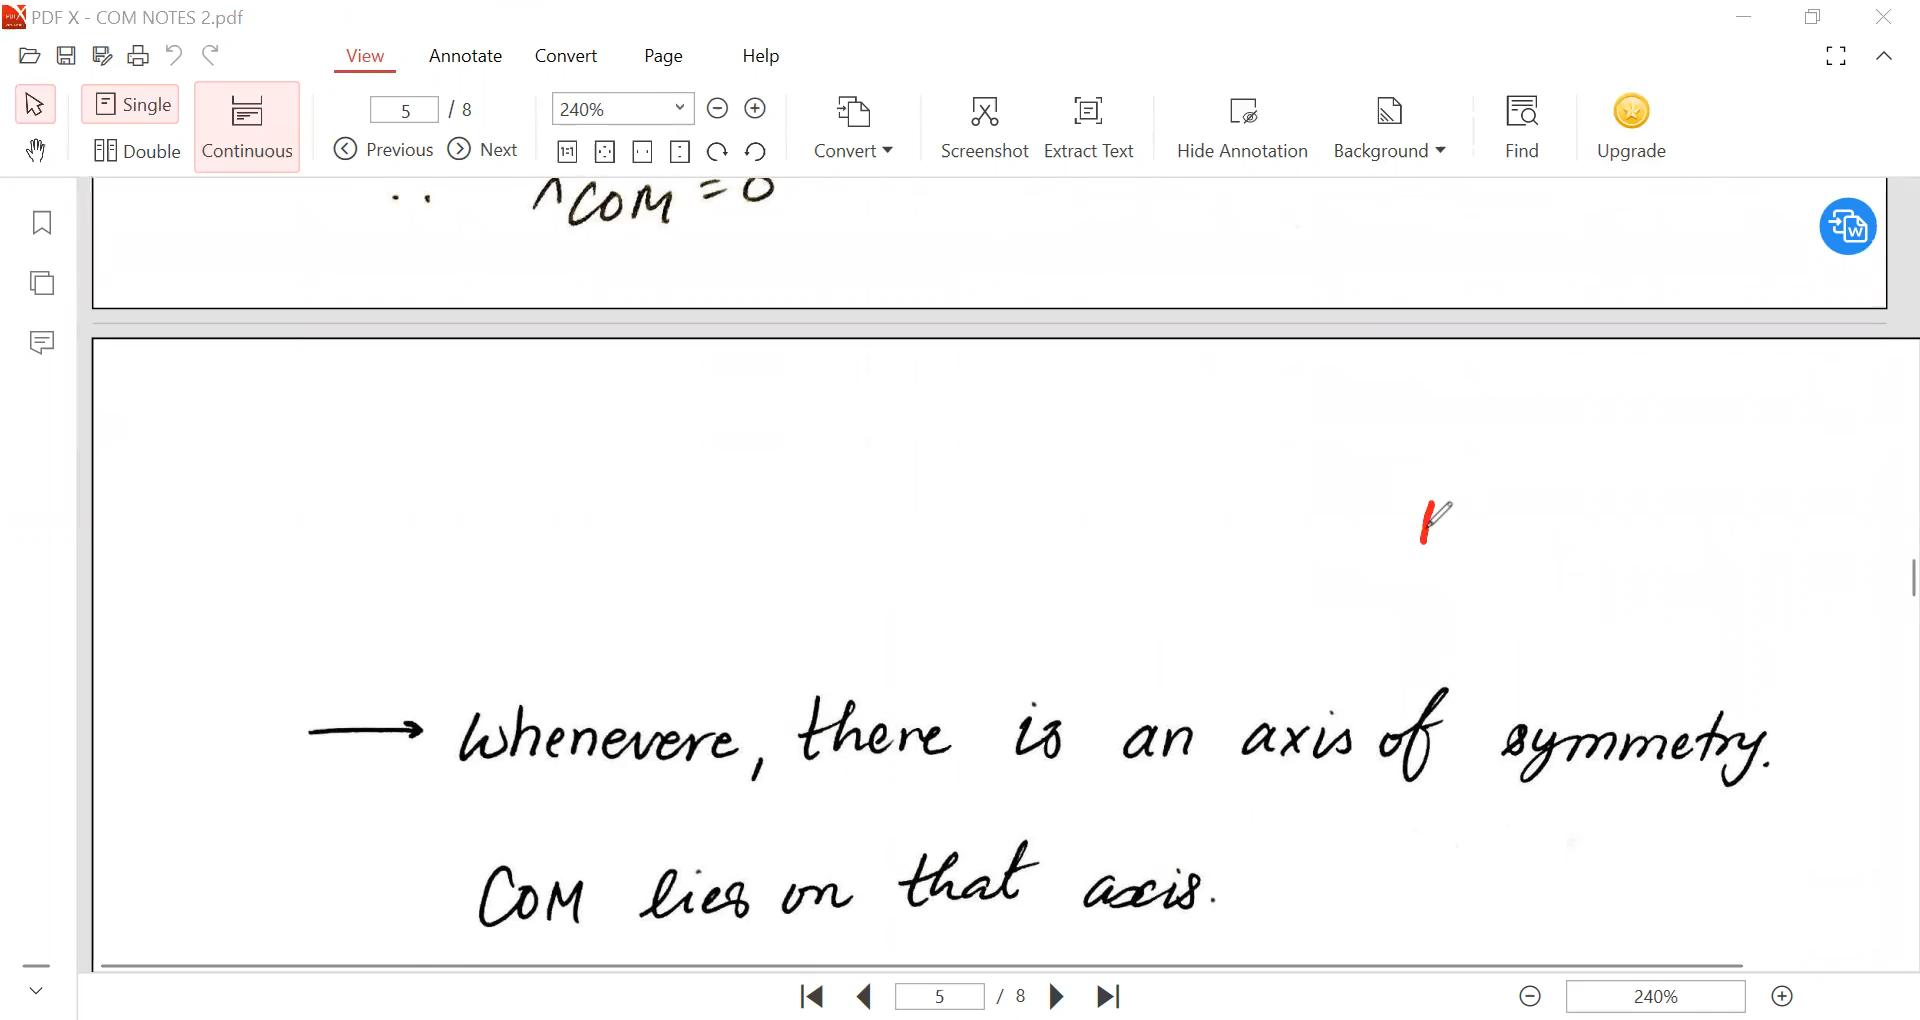 PDF X - COM NOTES 2.pdf
View Annotate Convert Page Help
Single
Double
Continuous
5 / 8
Previous Next
240%
Convert
Screenshot
Extract Text
Hide Annotation
Background
Find
Upgrade
COM = 0
Whenevere, there is an axis of symmetry.
COM lies on that axis.
5 / 8
240%